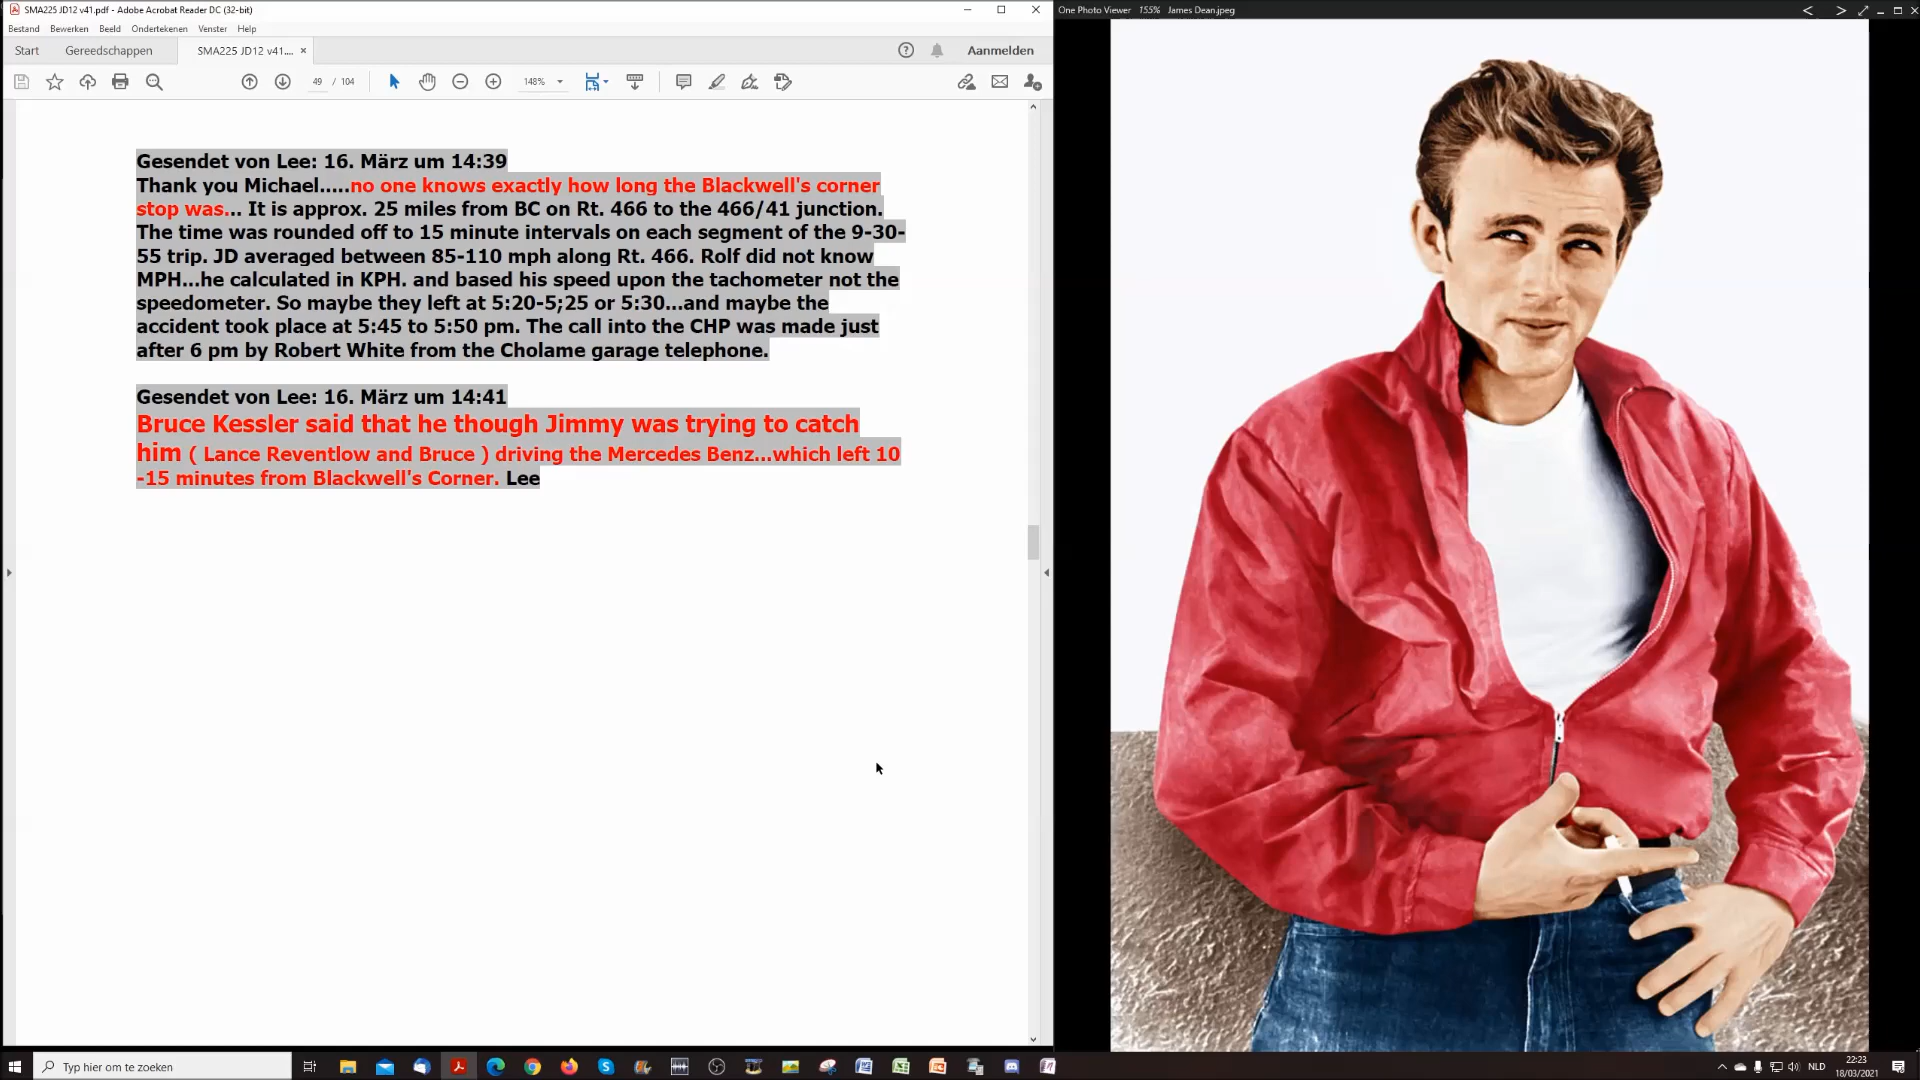 SMA225 JD12 v41.pdf - Adobe Acrobat Reader DC (32-bit)
Bestand Bewerken Beeld Ondertekenen Venster Help
Start Gereedschappen SMA225 JD12 v41.... × Aanmelden
49 / 104 148%
Gesendet von Lee: 16. März um 14:39
Thank you Michael.....no one knows exactly how long the Blackwell's corner
stop was... It is approx. 25 miles from BC on Rt. 466 to the 466/41 junction.
The time was rounded off to 15 minute intervals on each segment of the 9-30-
55 trip. JD averaged between 85-110 mph along Rt. 466. Rolf did not know
MPH...he calculated in KPH. and based his speed upon the tachometer not the
speedometer. So maybe they left at 5:20-5;25 or 5:30...and maybe the
accident took place at 5:45 to 5:50 pm. The call into the CHP was made just
after 6 pm by Robert White from the Cholame garage telephone.
Gesendet von Lee: 16. März um 14:41
Bruce Kessler said that he though Jimmy was trying to catch
him ( Lance Reventlow and Bruce ) driving the Mercedes Benz...which left 10
-15 minutes from Blackwell's Corner. Lee
One Photo Viewer 155% James Dean.jpeg
Typ hier om te zoeken
NLD
22:23
18/03/2021